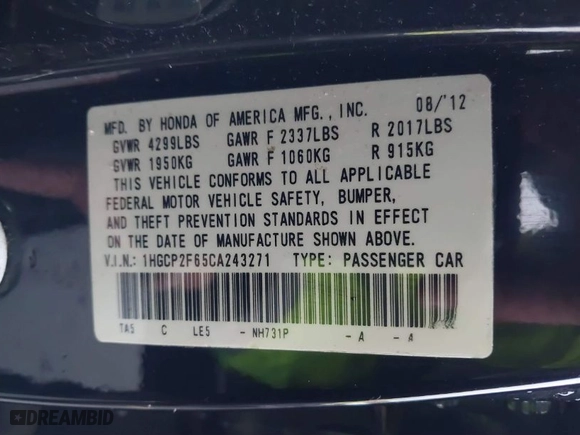 MFD. BY HONDA OF AMERICA MFG., INC. 08/'12
GVWR 4299LBS GAWR F 2337LBS R 2017LBS
GVWR 1950KG GAWR F 1060KG R 915KG
THIS VEHICLE CONFORMS TO ALL APPLICABLE
FEDERAL MOTOR VEHICLE SAFETY, BUMPER,
AND THEFT PREVENTION STANDARDS IN EFFECT
ON THE DATE OF MANUFACTURE SHOWN ABOVE.
V.I.N.: 1HGCP2F65CA243271 TYPE: PASSENGER CAR
TA5 C LE5 - NH731P - A - A
DREAMBID